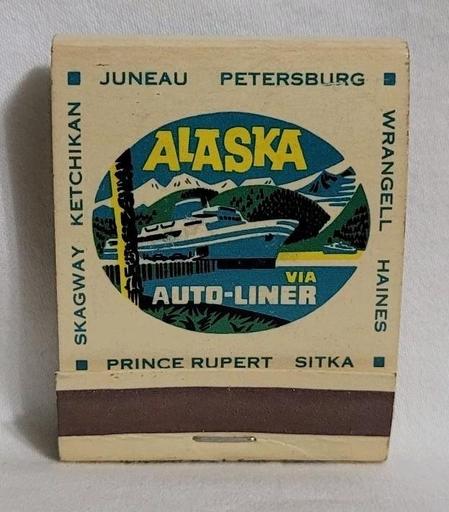 JUNEAU PETERSBURG
WRANGELL HAINES
PRINCE RUPERT SITKA
SKAGWAY KETCHIKAN
ALASKA
VIA
AUTO-LINER